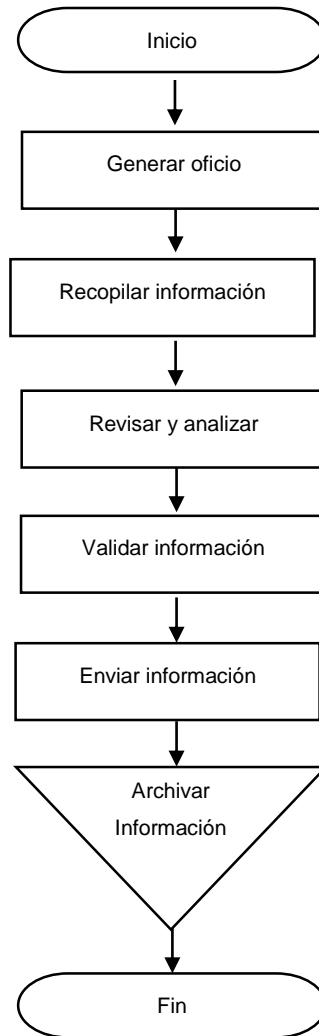 Inicio
Generar oficio
Recopilar información
Revisar y analizar
Validar información
Enviar información
Archivar
Información
Fin